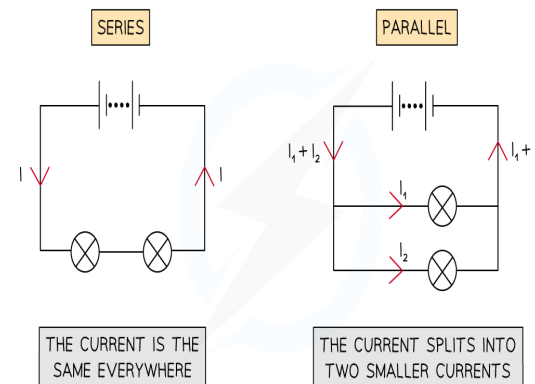 SERIES
PARALLEL
I
I
I₁ + I₂
I₁ +
I₁
I₂
THE CURRENT IS THE
SAME EVERYWHERE
THE CURRENT SPLITS INTO
TWO SMALLER CURRENTS